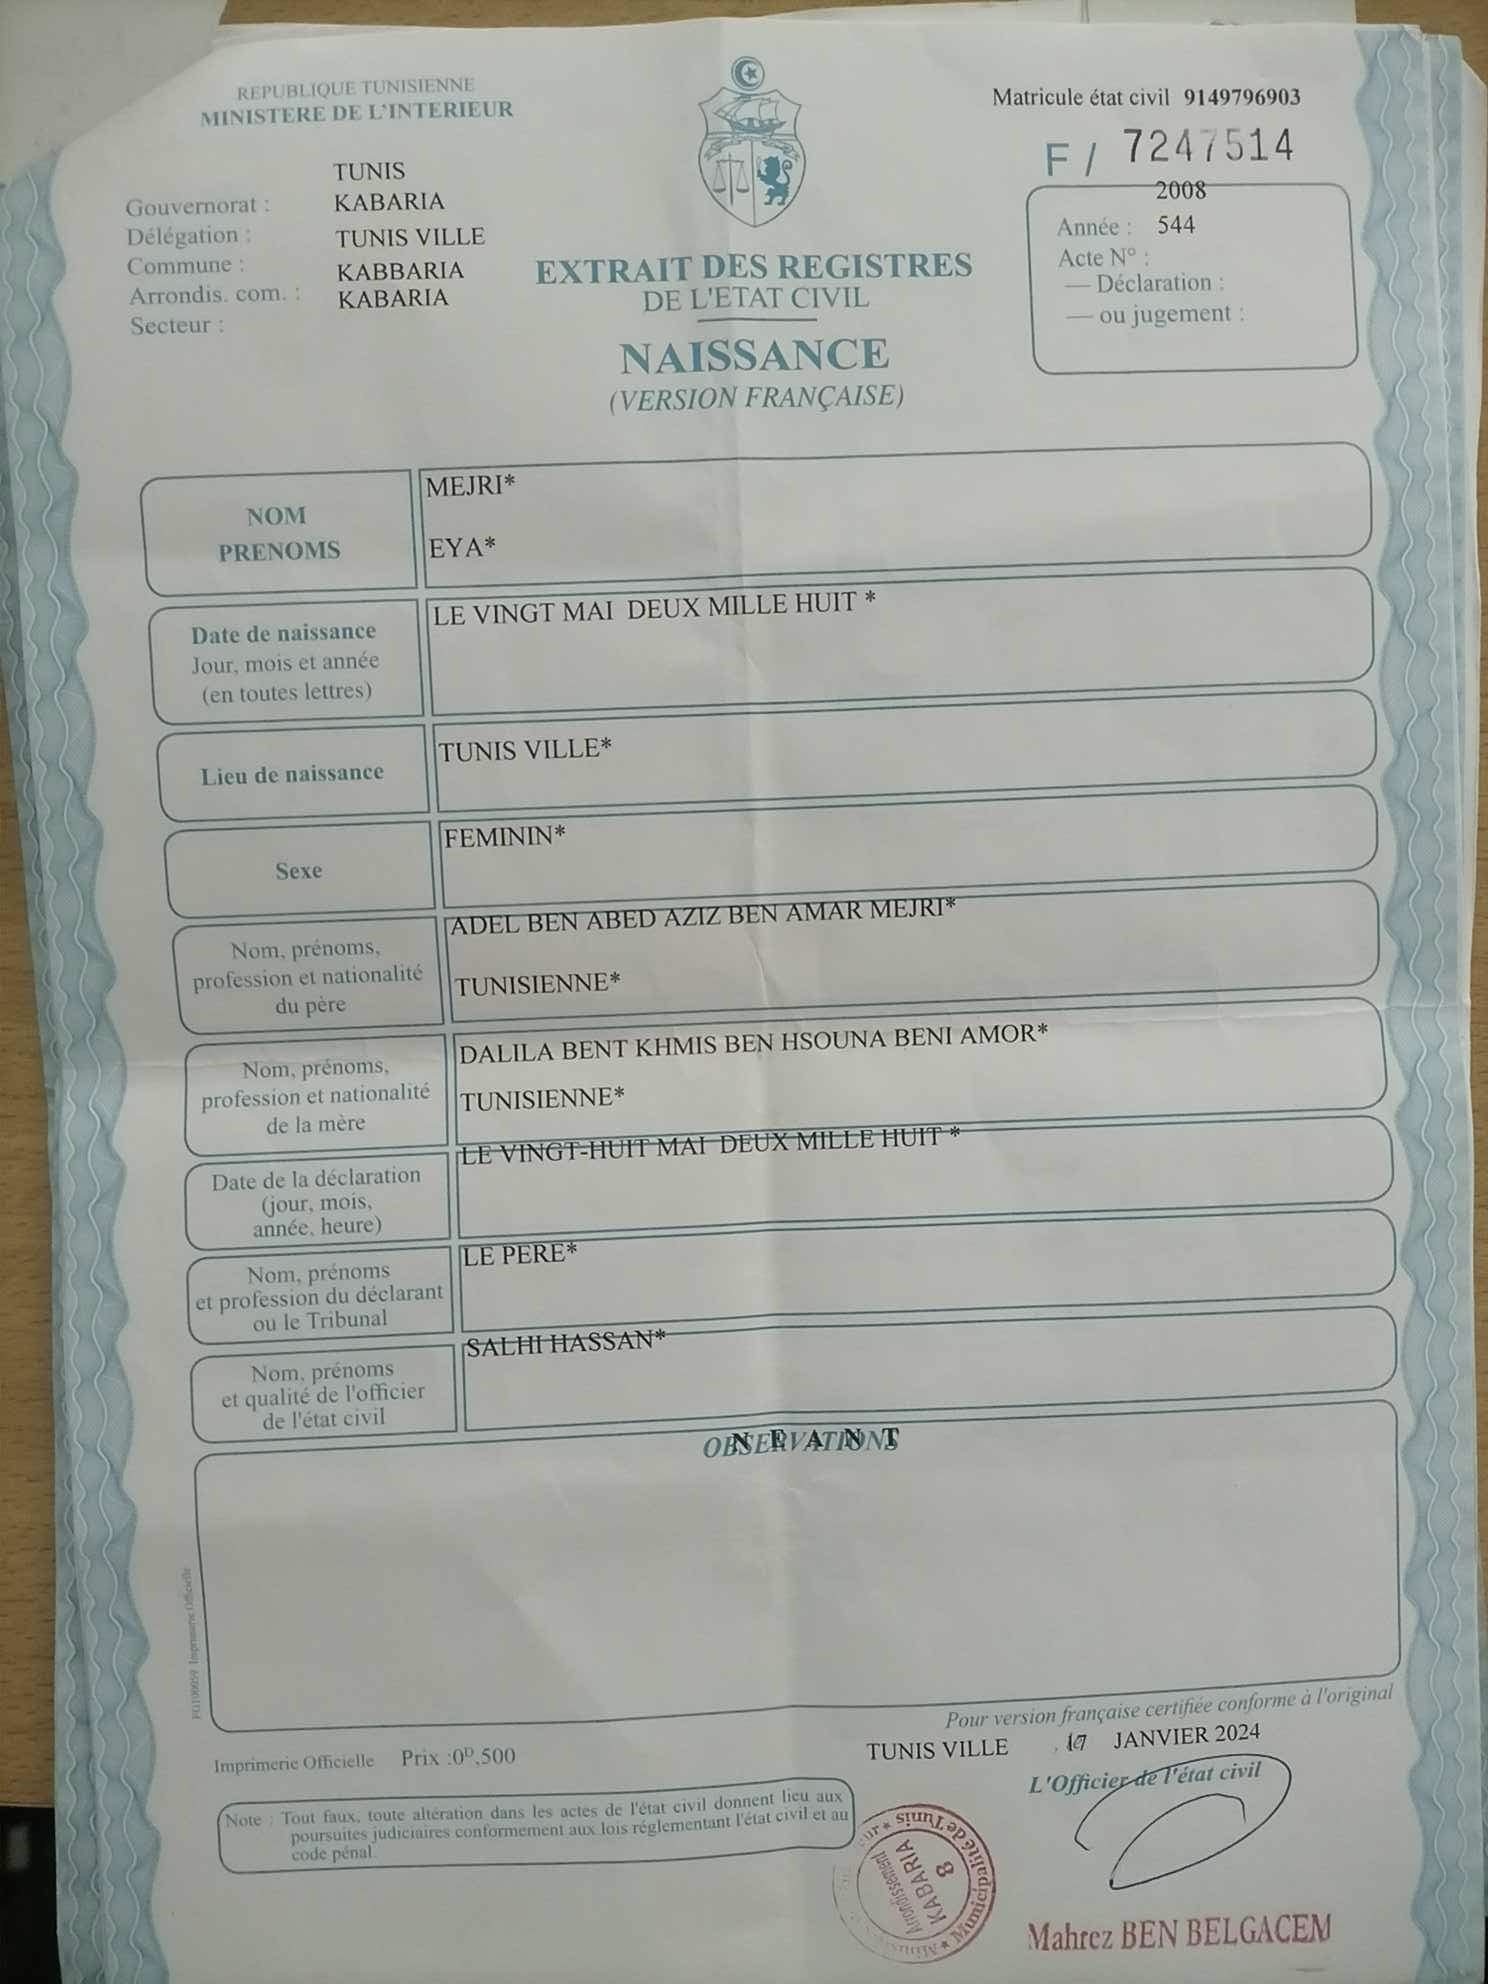 REPUBLIQUE TUNISIENNE
MINISTERE DE L'INTERIEUR
Matricule état civil 9149796903
F / 7247514
TUNIS
Gouvernorat : KABARIA
Délégation : TUNIS VILLE
Commune : KABBARIA
Arrondis. com. : KABARIA
Secteur :
2008
Année : 544
Acte N° :
— Déclaration :
— ou jugement :
EXTRAIT DES REGISTRES
DE L'ETAT CIVIL
NAISSANCE
(VERSION FRANÇAISE)
NOM
PRENOMS
MEJRI*
EYA*
Date de naissance
Jour, mois et année
(en toutes lettres)
LE VINGT MAI DEUX MILLE HUIT *
Lieu de naissance
TUNIS VILLE*
Sexe
FEMININ*
Nom, prénoms,
profession et nationalité
du père
ADEL BEN ABED AZIZ BEN AMAR MEJRI*
TUNISIENNE*
Nom, prénoms,
profession et nationalité
de la mère
DALILA BENT KHMIS BEN HSOUNA BENI AMOR*
TUNISIENNE*
Date de la déclaration
(jour, mois,
année, heure)
LE VINGT-HUIT MAI DEUX MILLE HUIT *
Nom, prénoms
et profession du déclarant
ou le Tribunal
LE PERE*
Nom, prénoms
et qualité de l'officier
de l'état civil
SALHI HASSAN*
OBSERVATIONS
N E A N T
Imprimerie Officielle
Pour version française certifiée conforme à l'original
TUNIS VILLE , JANVIER 2024
L'Officier de l'état civil
Imprimerie Officielle Prix :0D,500
Note : Tout faux, toute altération dans les actes de l'état civil donnent lieu aux
poursuites judiciaires conformement aux lois réglementant l'état civil et au
code pénal.
Municipalité de Tunis
Arrondissement
KABARIA
8
Mahrez BEN BELGACEM